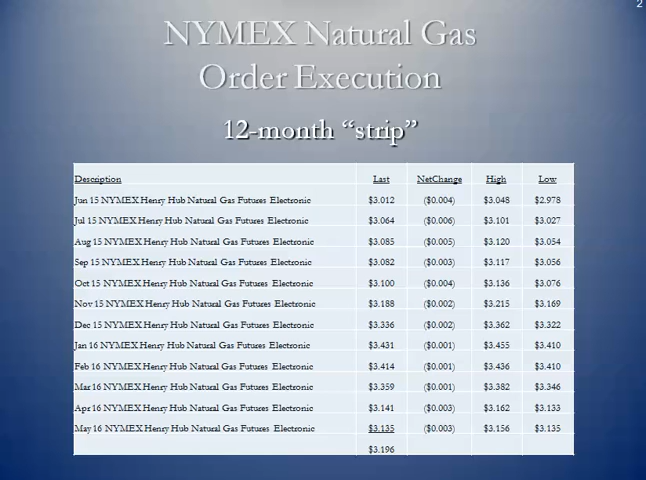 2
NYMEX Natural Gas
Order Execution
12-month “strip”
Description Last NetChange High Low
Jun 15 NYMEX Henry Hub Natural Gas Futures Electronic $3.012 ($0.004) $3.048 $2.978
Jul 15 NYMEX Henry Hub Natural Gas Futures Electronic $3.064 ($0.006) $3.101 $3.027
Aug 15 NYMEX Henry Hub Natural Gas Futures Electronic $3.085 ($0.005) $3.120 $3.054
Sep 15 NYMEX Henry Hub Natural Gas Futures Electronic $3.082 ($0.003) $3.117 $3.056
Oct 15 NYMEX Henry Hub Natural Gas Futures Electronic $3.100 ($0.004) $3.136 $3.076
Nov 15 NYMEX Henry Hub Natural Gas Futures Electronic $3.188 ($0.002) $3.215 $3.169
Dec 15 NYMEX Henry Hub Natural Gas Futures Electronic $3.336 ($0.002) $3.362 $3.322
Jan 16 NYMEX Henry Hub Natural Gas Futures Electronic $3.431 ($0.001) $3.455 $3.410
Feb 16 NYMEX Henry Hub Natural Gas Futures Electronic $3.414 ($0.001) $3.436 $3.410
Mar 16 NYMEX Henry Hub Natural Gas Futures Electronic $3.359 ($0.001) $3.382 $3.346
Apr 16 NYMEX Henry Hub Natural Gas Futures Electronic $3.141 ($0.003) $3.162 $3.133
May 16 NYMEX Henry Hub Natural Gas Futures Electronic $3.135 ($0.003) $3.156 $3.135
$3.196